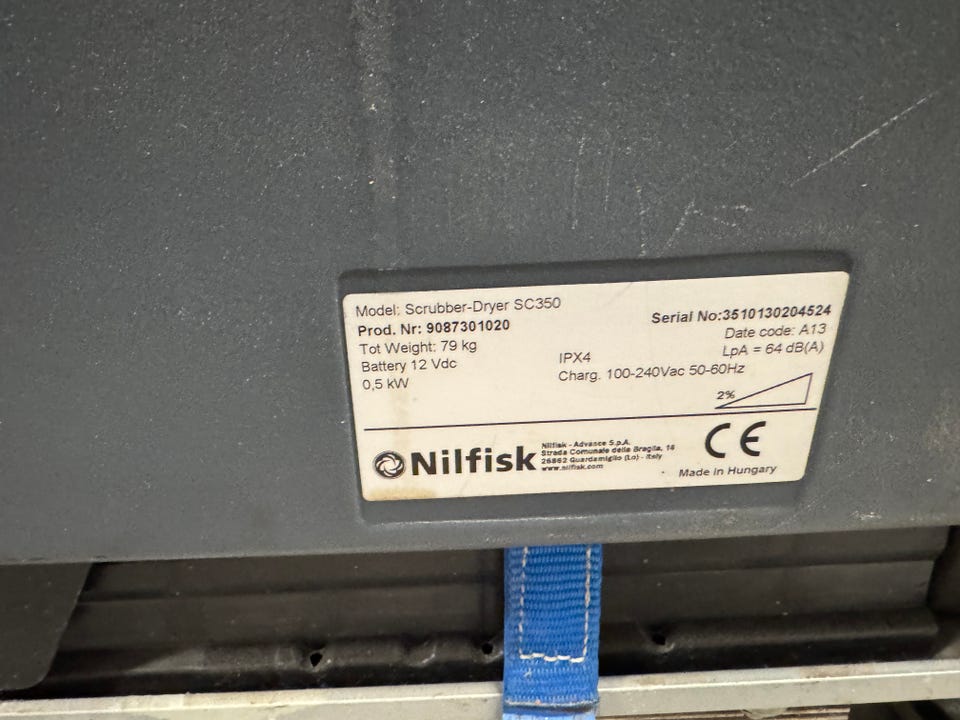 Model: Scrubber-Dryer SC350
Prod. Nr: 9087301020
Tot Weight: 79 kg
Battery 12 Vdc
0,5 kW
Serial No:3510130204524
Date code: A13
LpA = 64 dB(A)
IPX4
Charg. 100-240Vac 50-60Hz
2%
Nilfisk
Nilfisk - Advance S.p.A.
Strada Comunale della Braglia, 18
26862 Guardamiglio (Lo) - Italy
www.nilfisk.com
CE
Made in Hungary